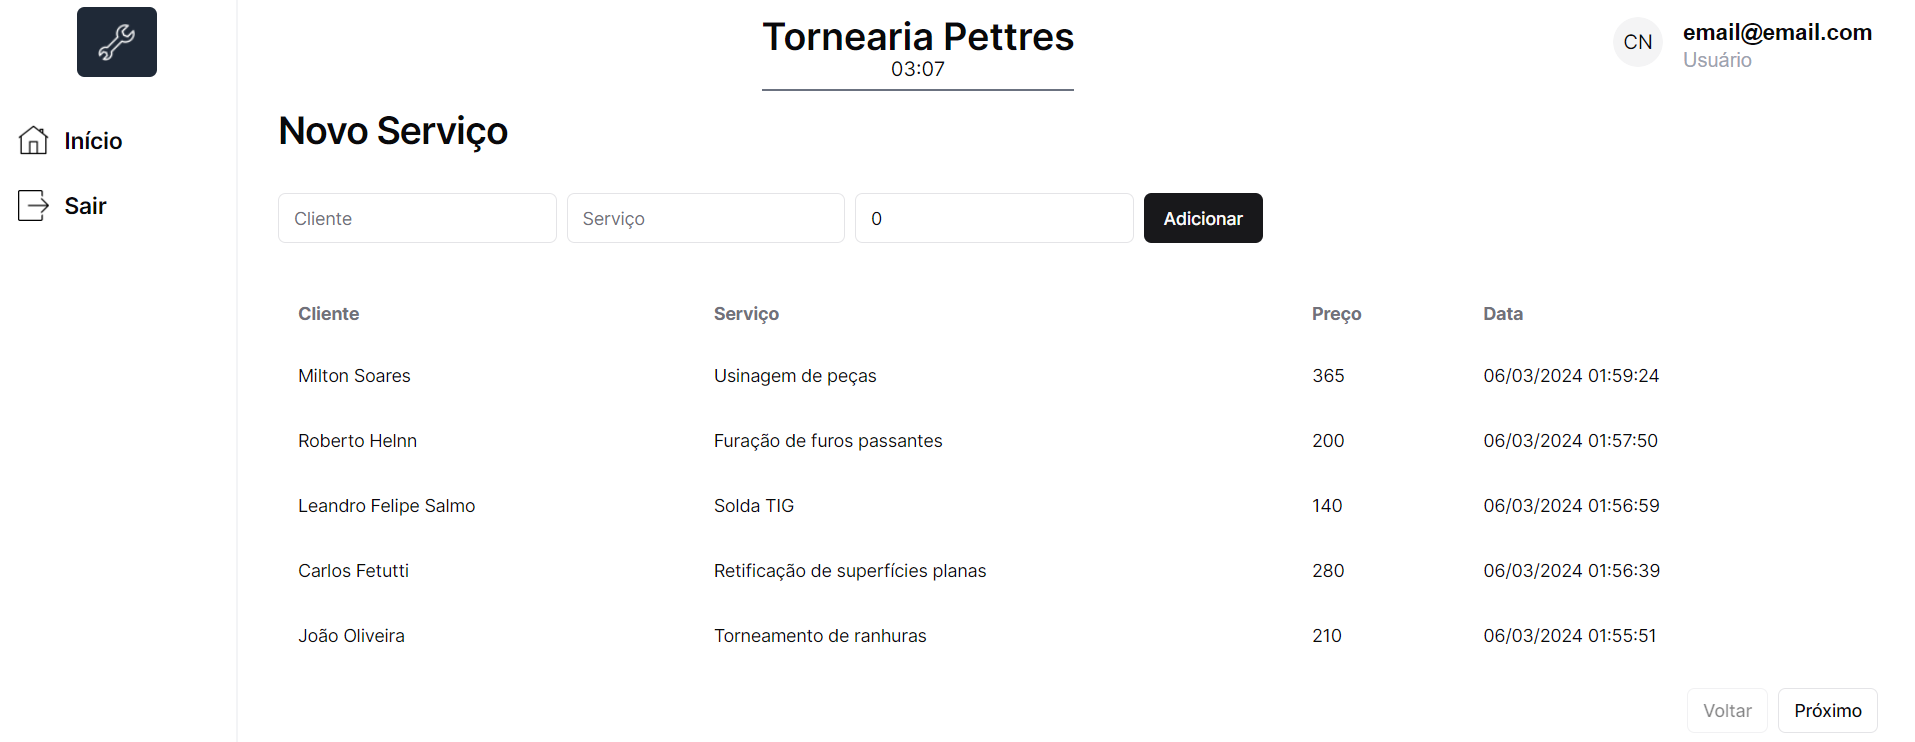 Tornearia Pettres
03:07
CN
email@email.com
Usuário
Início
Sair
Novo Serviço
Cliente Serviço 0 Adicionar
Cliente Serviço Preço Data
Milton Soares Usinagem de peças 365 06/03/2024 01:59:24
Roberto Helnn Furação de furos passantes 200 06/03/2024 01:57:50
Leandro Felipe Salmo Solda TIG 140 06/03/2024 01:56:59
Carlos Fetutti Retificação de superfícies planas 280 06/03/2024 01:56:39
João Oliveira Torneamento de ranhuras 210 06/03/2024 01:55:51
Voltar Próximo